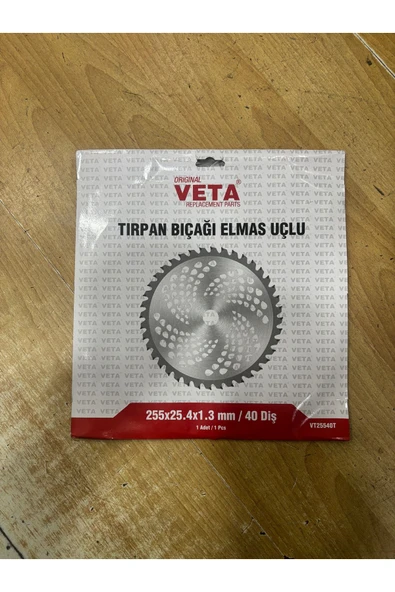 ORIGINAL
VETA®
REPLACEMENT PARTS
TIRPAN BIÇAĞI ELMAS UÇLU
255x25.4x1.3 mm / 40 Diş
1 Adet / 1 Pcs
VT25540T